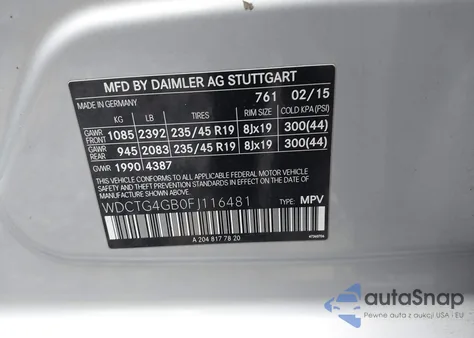 MFD BY DAIMLER AG STUTTGART
MADE IN GERMANY 761 02/15
KG LB TIRES RIM SIZE COLD KPA(PSI)
GAWR FRONT 1085 2392 235/45 R19 8Jx19 300(44)
GAWR REAR 945 2083 235/45 R19 8Jx19 300(44)
GVWR 1990 4387
THIS VEHICLE CONFORMS TO ALL APPLICABLE FEDERAL MOTOR VEHICLE SAFETY
AND THEFT PREVENTION STANDARDS IN EFFECT ON THE DATE OF MANUFACTURE SHOWN ABOVE.
WDCTG4GB0FJ116481 TYPE: MPV
A 204 817 78 20
autoSnap
Pewne auta z aukcji USA i EU